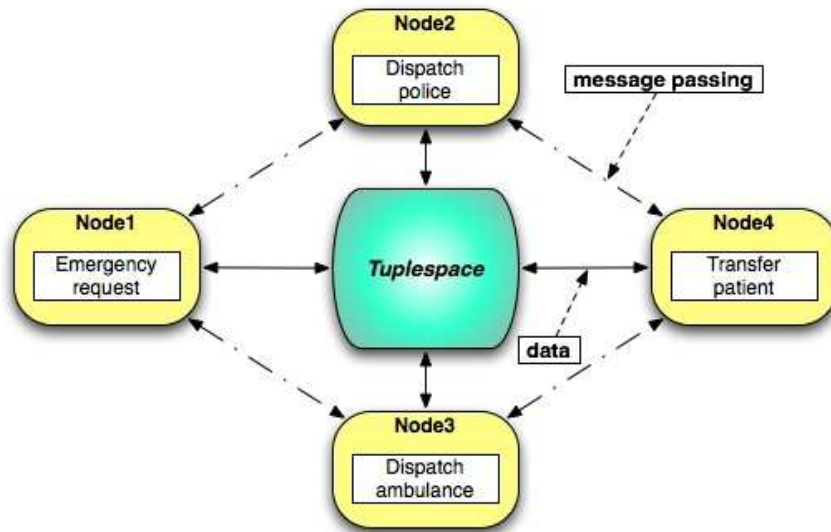 Node2
Dispatch
police
message passing
Node1
Emergency
request
Tuplespace
Node4
Transfer
patient
data
Node3
Dispatch
ambulance